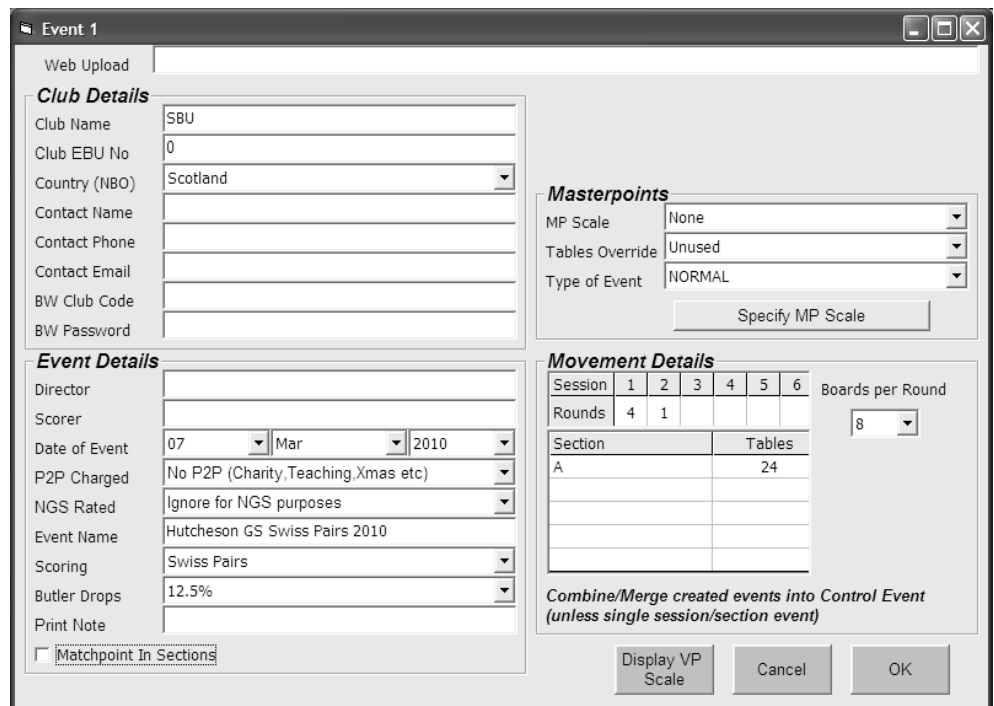 Event 1
Web Upload
Club Details
Club Name SBU
Club EBU No 0
Country (NBO) Scotland
Contact Name
Contact Phone
Contact Email
BW Club Code
BW Password
Masterpoints
MP Scale None
Tables Override Unused
Type of Event NORMAL
Specify MP Scale
Event Details
Director
Scorer
Date of Event 07 Mar 2010
P2P Charged No P2P (Charity,Teaching,Xmas etc)
NGS Rated Ignore for NGS purposes
Event Name Hutcheson GS Swiss Pairs 2010
Scoring Swiss Pairs
Butler Drops 12.5%
Print Note
Matchpoint In Sections
Movement Details
Session 1 2 3 4 5 6
Rounds 4 1
Boards per Round
8
Section Tables
A 24
Combine/Merge created events into Control Event
(unless single session/section event)
Display VP
Scale
Cancel
OK